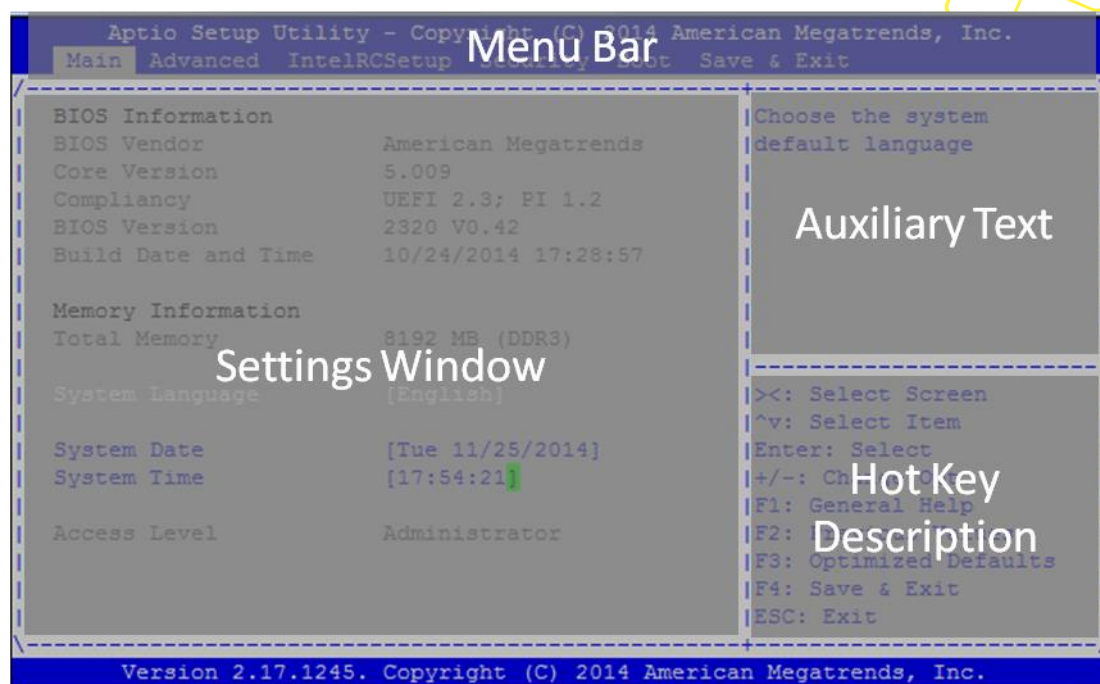 Aptio Setup Utility - Copyright (C) 2014 American Megatrends, Inc.
Menu Bar
Main Advanced IntelRCSetup Security Boot Save & Exit
BIOS Information
BIOS Vendor American Megatrends
Core Version 5.009
Compliancy UEFI 2.3; PI 1.2
BIOS Version 2320 V0.42
Build Date and Time 10/24/2014 17:28:57
Memory Information
Total Memory 8192 MB (DDR3)
Settings Window
System Language [English]
System Date [Tue 11/25/2014]
System Time [17:54:21]
Access Level Administrator
Choose the system
default language
Auxiliary Text
><: Select Screen
^v: Select Item
Enter: Select
+/-:
Hot Key
F1: General Help
F2:
Description
F3: Optimized Defaults
F4: Save & Exit
ESC: Exit
Version 2.17.1245. Copyright (C) 2014 American Megatrends, Inc.